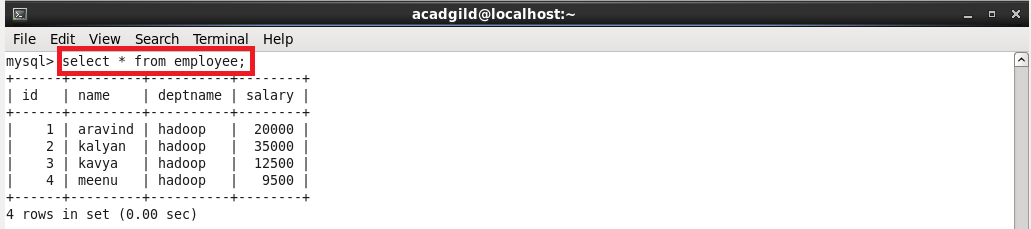 acadgild@localhost:~
File Edit View Search Terminal Help
mysql> select * from employee;
+------+---------+----------+--------+
| id   | name    | deptname | salary |
+------+---------+----------+--------+
|    1 | aravind | hadoop   |  20000 |
|    2 | kalyan  | hadoop   |  35000 |
|    3 | kavya   | hadoop   |  12500 |
|    4 | meenu   | hadoop   |   9500 |
+------+---------+----------+--------+
4 rows in set (0.00 sec)